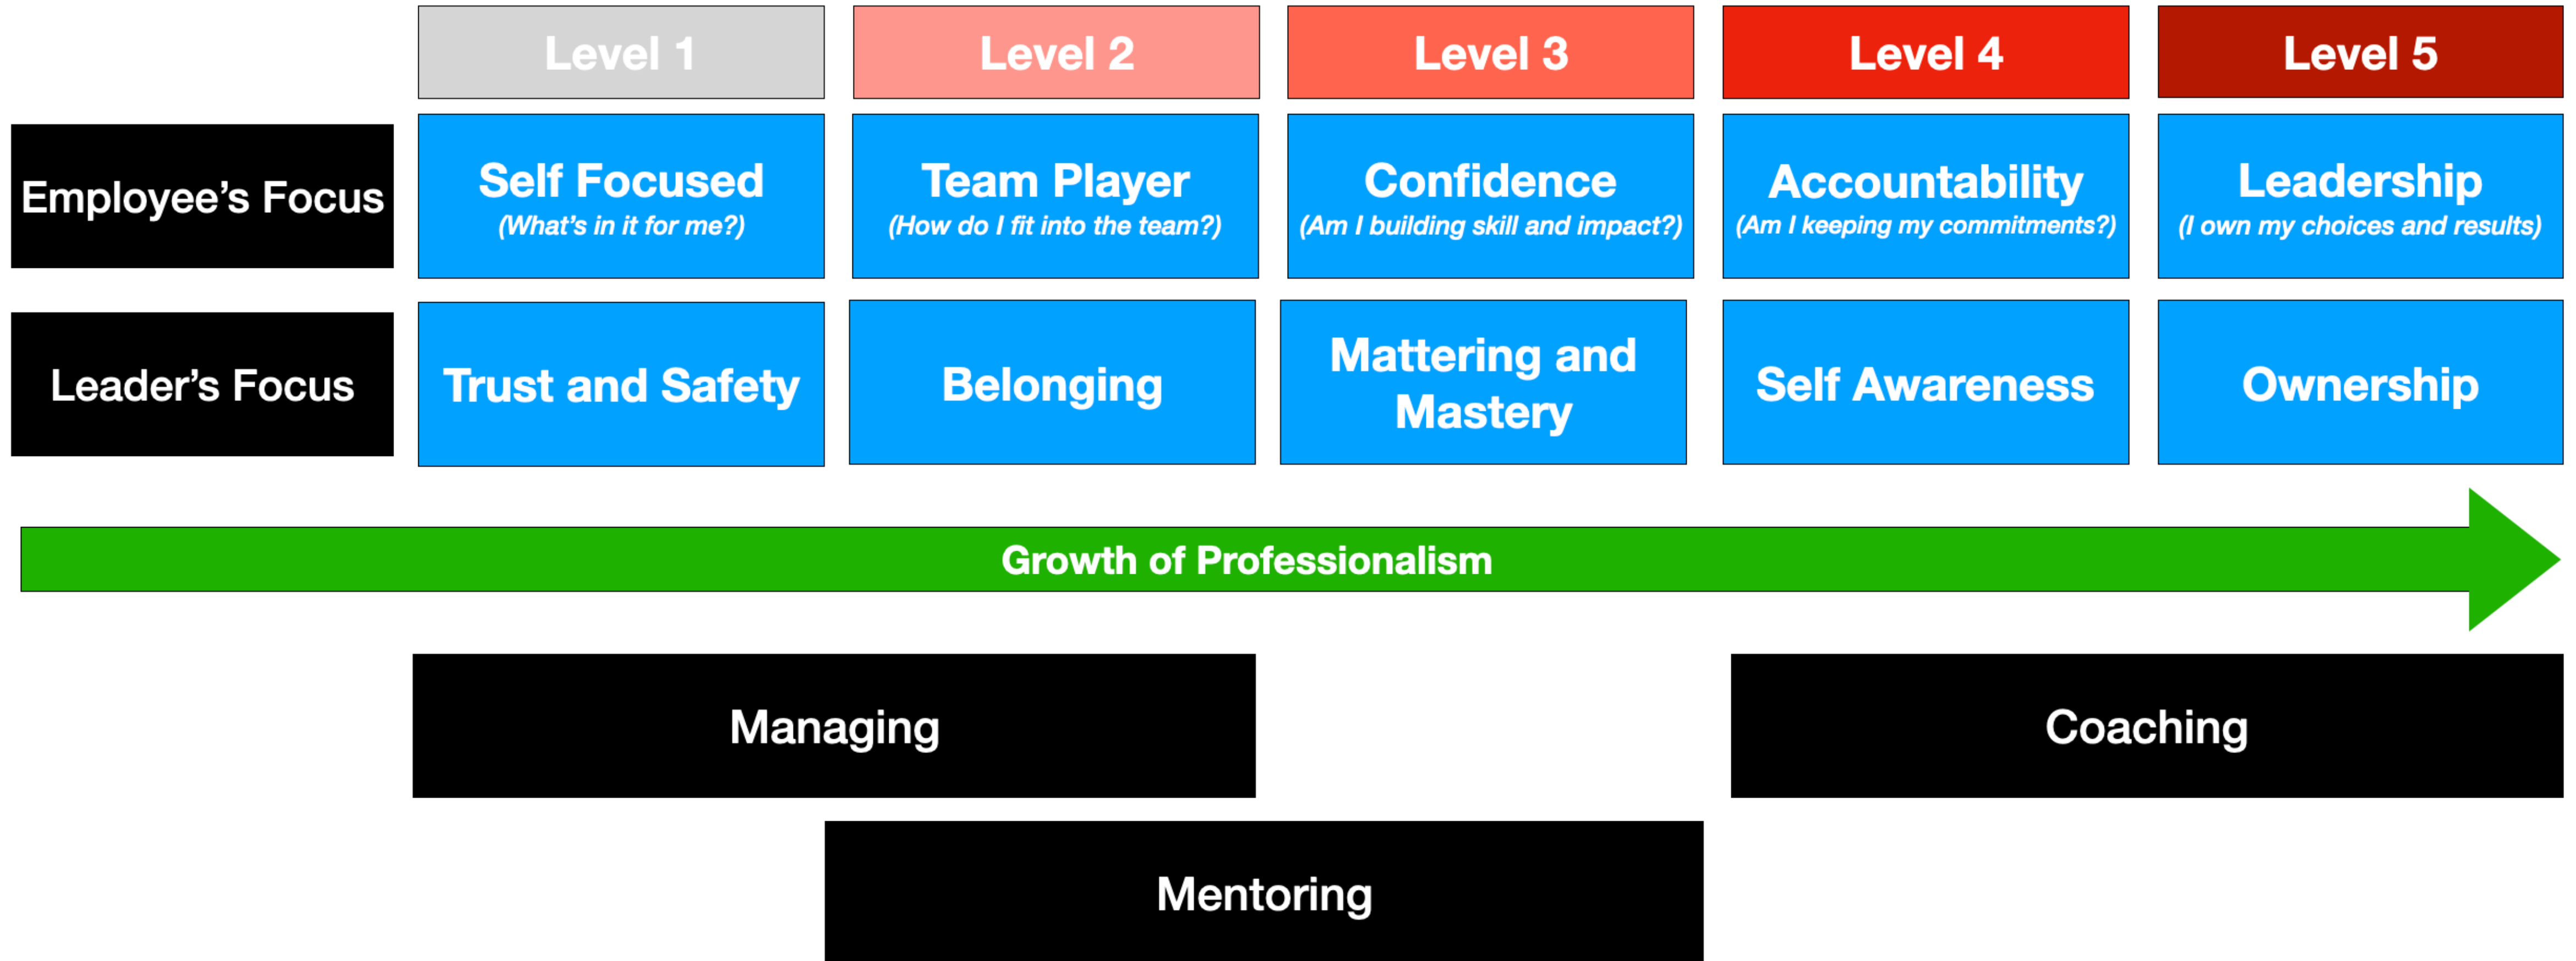 Level 1
Level 2
Level 3
Level 4
Level 5
Employee’s Focus
Self Focused
(What’s in it for me?)
Team Player
(How do I fit into the team?)
Confidence
(Am I building skill and impact?)
Accountability
(Am I keeping my commitments?)
Leadership
(I own my choices and results)
Leader’s Focus
Trust and Safety
Belonging
Mattering and
Mastery
Self Awareness
Ownership
Growth of Professionalism
Managing
Coaching
Mentoring